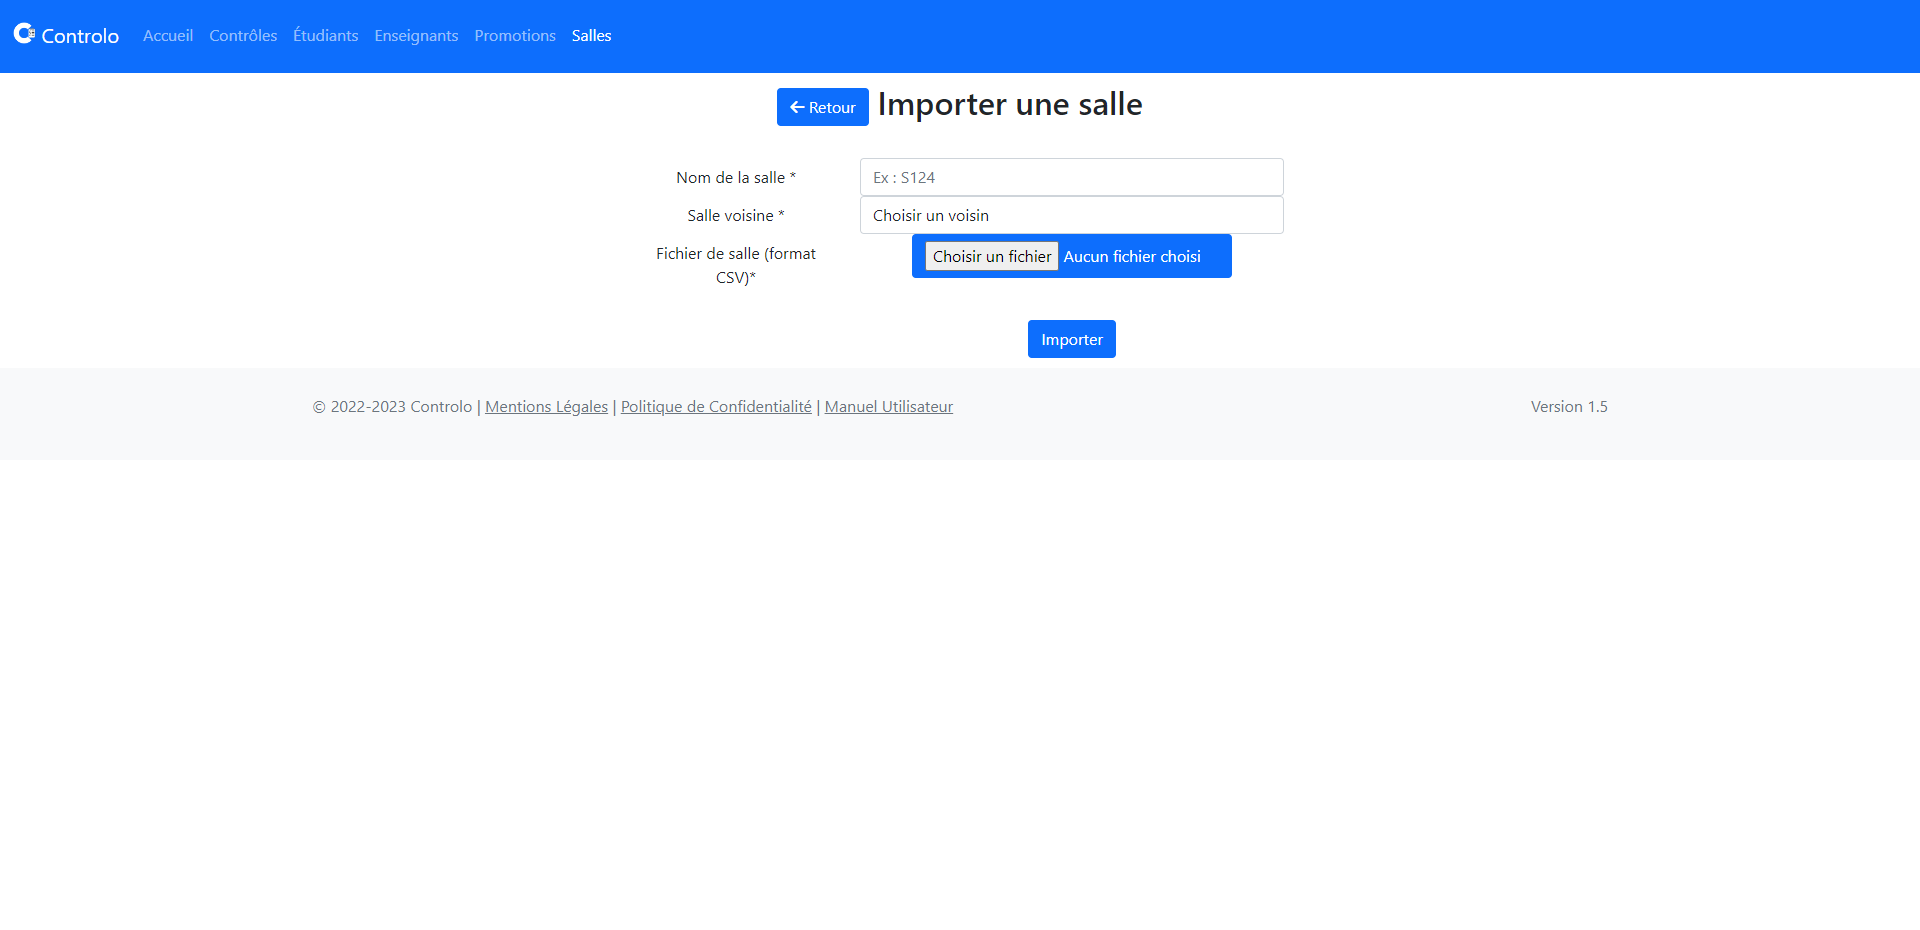 Controlo Accueil Contrôles Étudiants Enseignants Promotions Salles
Retour Importer une salle
Nom de la salle * Ex : S124
Salle voisine * Choisir un voisin
Fichier de salle (format
CSV)*
Choisir un fichier Aucun fichier choisi
Importer
© 2022-2023 Controlo | Mentions Légales | Politique de Confidentialité | Manuel Utilisateur Version 1.5